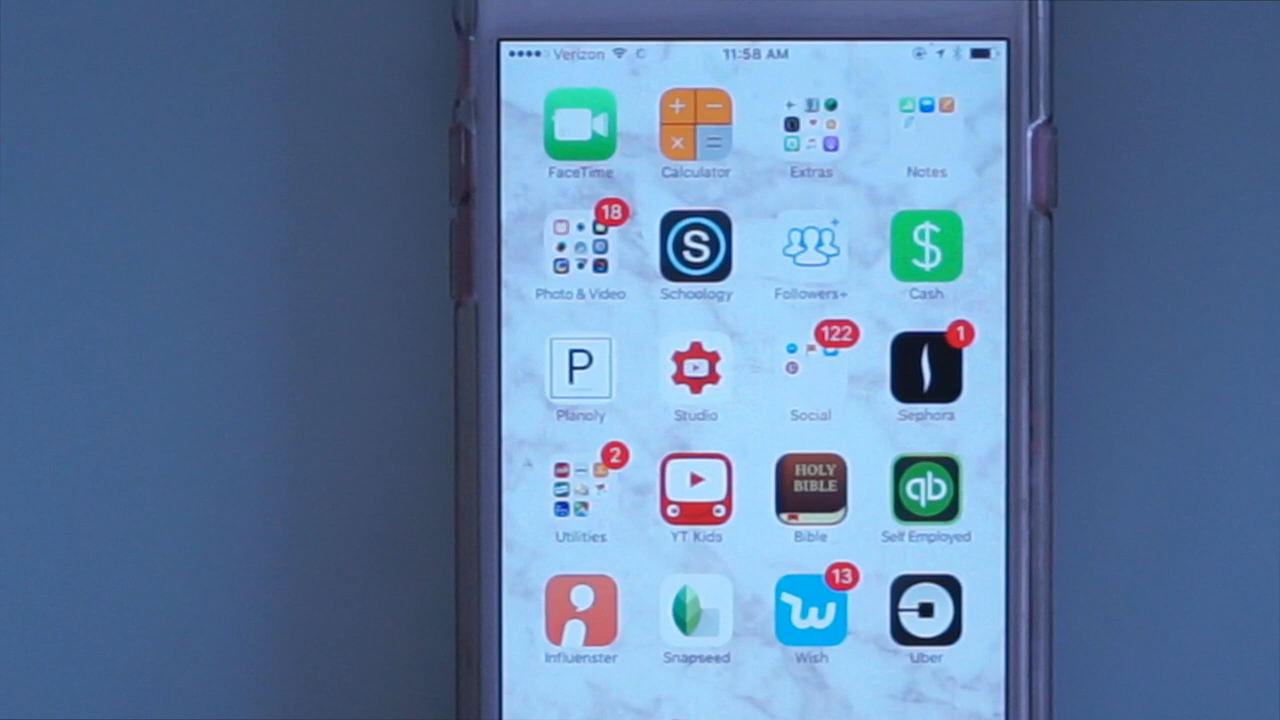 Verizon 11:58 AM
FaceTime Calculator Extras Notes
18
S $
Photo & Video Schoology Followers+ Cash
122 1
P
Planoly Studio Social Sephora
2
HOLY BIBLE qb
Utilities YT Kids Bible Self Employed
13
w
Influenster Snapseed Wish Uber